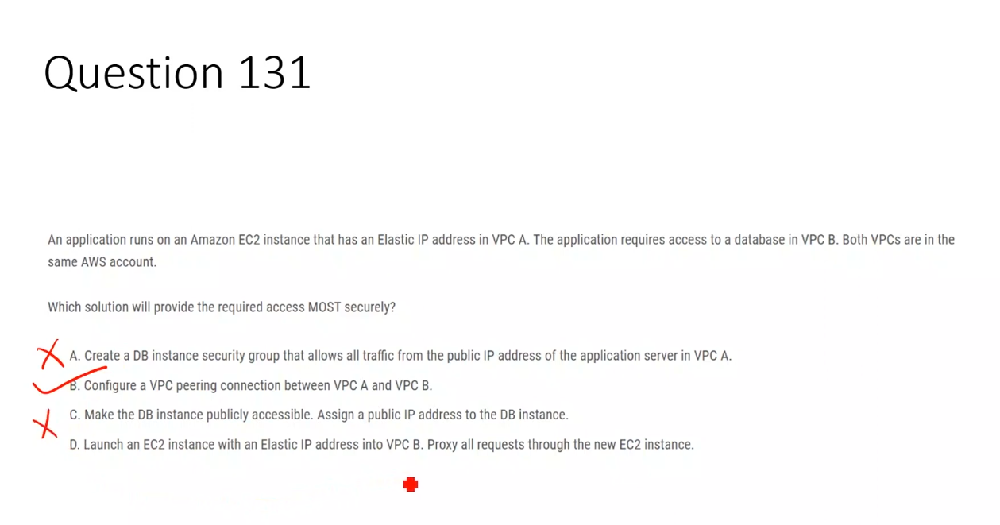 Question 131
An application runs on an Amazon EC2 instance that has an Elastic IP address in VPC A. The application requires access to a database in VPC B. Both VPCs are in the
same AWS account.
Which solution will provide the required access MOST securely?
A. Create a DB instance security group that allows all traffic from the public IP address of the application server in VPC A.
B. Configure a VPC peering connection between VPC A and VPC B.
C. Make the DB instance publicly accessible. Assign a public IP address to the DB instance.
D. Launch an EC2 instance with an Elastic IP address into VPC B. Proxy all requests through the new EC2 instance.